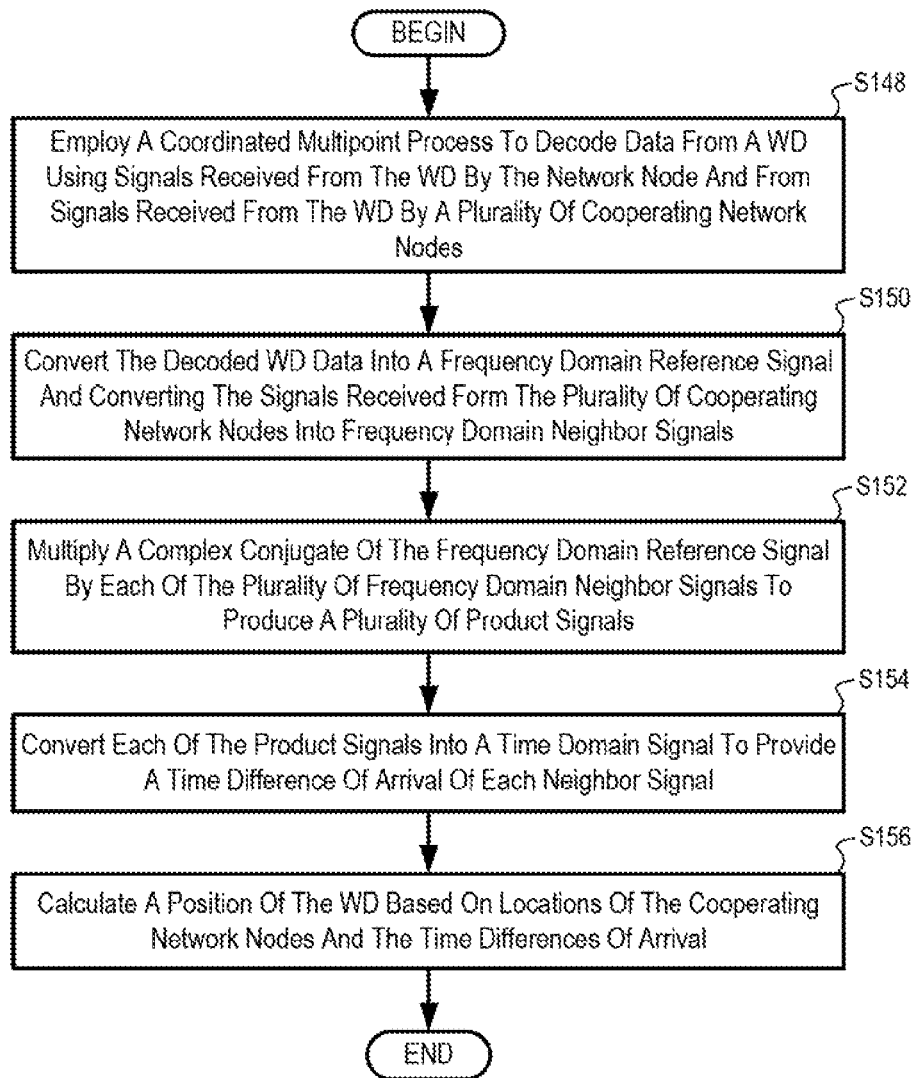 BEGIN
S148
Employ A Coordinated Multipoint Process To Decode Data From A WD
Using Signals Received From The WD By The Network Node And From
Signals Received From The WD By A Plurality Of Cooperating Network
Nodes
S150
Convert The Decoded WD Data Into A Frequency Domain Reference Signal
And Converting The Signals Received Form The Plurality Of Cooperating
Network Nodes Into Frequency Domain Neighbor Signals
S152
Multiply A Complex Conjugate Of The Frequency Domain Reference Signal
By Each Of The Plurality Of Frequency Domain Neighbor Signals To
Produce A Plurality Of Product Signals
S154
Convert Each Of The Product Signals Into A Time Domain Signal To Provide
A Time Difference Of Arrival Of Each Neighbor Signal
S156
Calculate A Position Of The WD Based On Locations Of The Cooperating
Network Nodes And The Time Differences Of Arrival
END